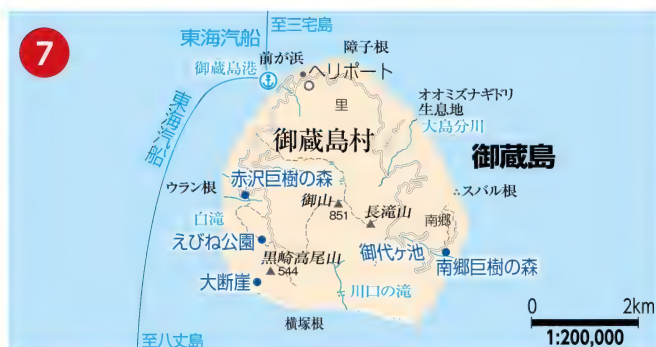 7
至三宅島
東海汽船
障子根
前が浜
御蔵島港
ヘリポート
東海汽船
里
オオミズナギドリ
生息地
大島分川
御蔵島村
御蔵島
赤沢巨樹の森
ウラン根
スバル根
御山
851
長滝山
南郷
白滝
えびね公園
御代ヶ池
黒崎高尾山
544
南郷巨樹の森
大断崖
川口の滝
横塚根
至八丈島
0 2km
1:200,000